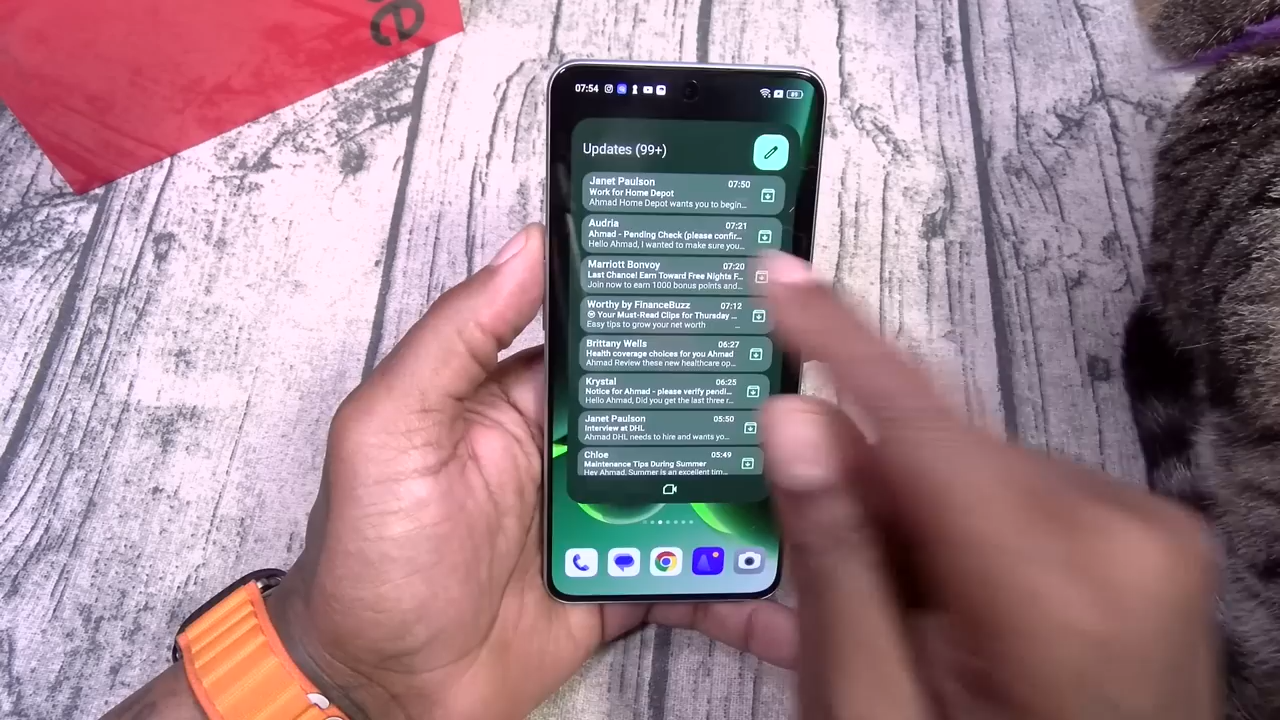 e
07:54
89
Updates (99+)
Janet Paulson 07:50
Work for Home Depot
Ahmad Home Depot wants you to begin...
Audria 07:21
Ahmad - Pending Check (please confir...
Hello Ahmad, I wanted to make sure you...
Marriott Bonvoy 07:20
Last Chance! Earn Toward Free Nights F...
Join now to earn 1000 bonus points and...
Worthy by FinanceBuzz 07:12
Your Must-Read Clips for Thursday ...
Easy tips to grow your net worth ...
Brittany Wells 06:27
Health coverage choices for you Ahmad
Ahmad Review these new healthcare op...
Krystal 06:25
Notice for Ahmad - please verify pendi...
Hello Ahmad, Did you get the last three r...
Janet Paulson 05:50
Interview at DHL
Ahmad DHL needs to hire and wants yo...
Chloe 05:49
Maintenance Tips During Summer
Hey Ahmad, Summer is an excellent tim...